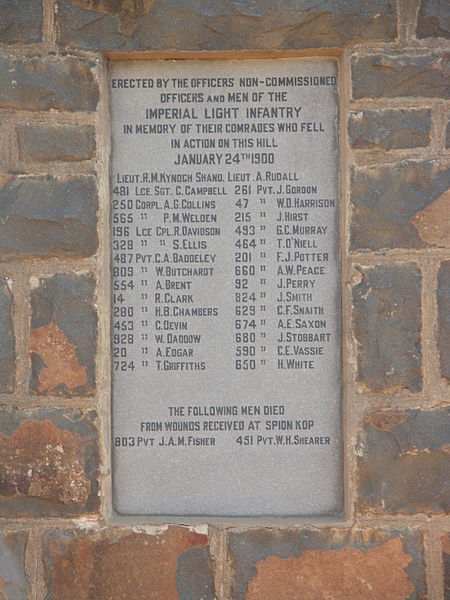 ERECTED BY THE OFFICERS NON-COMMISSIONED
OFFICERS AND MEN OF THE
IMPERIAL LIGHT INFANTRY
IN MEMORY OF THEIR COMRADES WHO FELL
IN ACTION ON THIS HILL
JANUARY 24TH 1900
LIEUT. R.M. KYNOCH SHAND. LIEUT. A. RUDALL
481 LCE. SGT. C. CAMPBELL 261 PVT. J. GORDON
250 CORPL. A.G. COLLINS 47 " W.D. HARRISON
565 " P.M. WELDEN 215 " J. HIRST
196 LCE CPL. R. DAVIDSON 493 " G.C. MURRAY
328 " " S. ELLIS 464 " T. O'NIELL
487 PVT. C.A. BADDELEY 201 " F.J. POTTER
809 " W. BUTCHARDT 660 " A.W. PEACE
554 " A. BRENT 92 " J. PERRY
14 " R. CLARK 824 " J. SMITH
280 " H.B. CHAMBERS 629 " C.F. SNAITH
453 " C. DEVIN 674 " A.E. SAXON
928 " W. DADDOW 680 " J. STOBBART
20 " A. EDGAR 590 " C.E. VASSIE
724 " T. GRIFFITHS 650 " H. WHITE
THE FOLLOWING MEN DIED
FROM WOUNDS RECEIVED AT SPION KOP
803 PVT J.A.M. FISHER 451 PVT. W.H. SHEARER